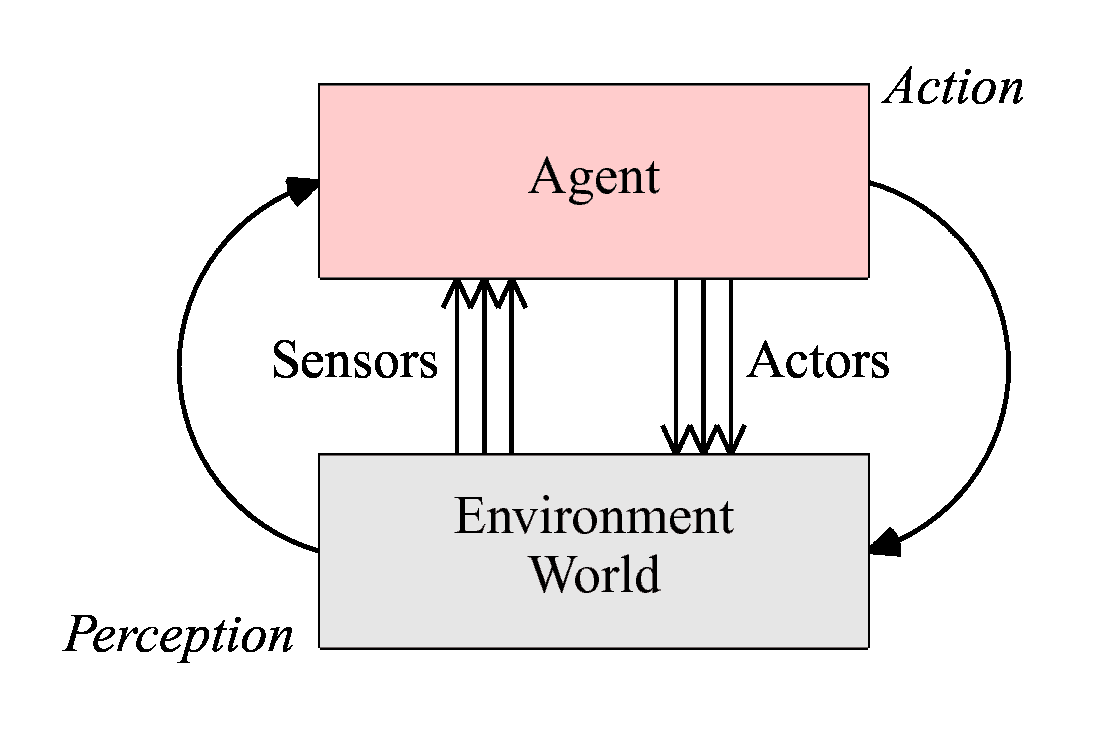 Action
Agent
Sensors
Actors
Environment
World
Perception